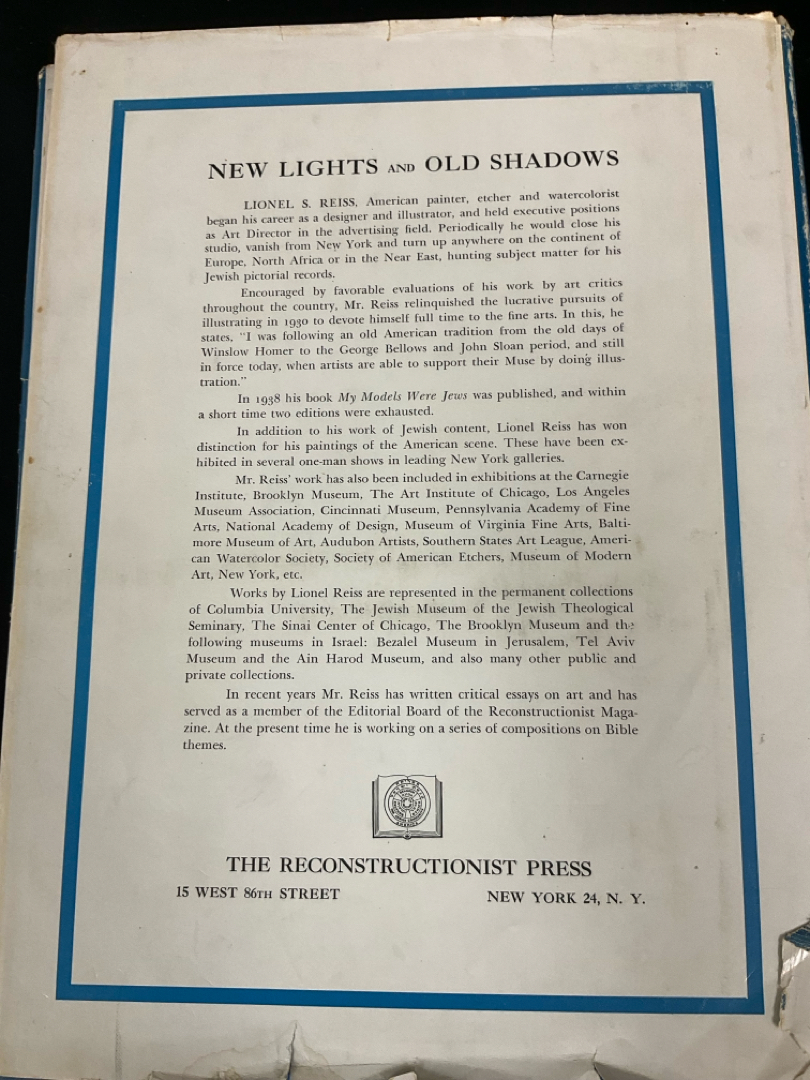 NEW LIGHTS AND OLD SHADOWS
LIONEL S. REISS, American painter, etcher and watercolorist
began his career as a designer and illustrator, and held executive positions
as Art Director in the advertising field. Periodically he would close his
studio, vanish from New York and turn up anywhere on the continent of
Europe, North Africa or in the Near East, hunting subject matter for his
Jewish pictorial records.
Encouraged by favorable evaluations of his work by art critics
throughout the country, Mr. Reiss relinquished the lucrative pursuits of
illustrating in 1930 to devote himself full time to the fine arts. In this, he
states, "I was following an old American tradition from the old days of
Winslow Homer to the George Bellows and John Sloan period, and still
in force today, when artists are able to support their Muse by doing illus-
tration."
In 1938 his book My Models Were Jews was published, and within
a short time two editions were exhausted.
In addition to his work of Jewish content, Lionel Reiss has won
distinction for his paintings of the American scene. These have been ex-
hibited in several one-man shows in leading New York galleries.
Mr. Reiss' work has also been included in exhibitions at the Carnegie
Institute, Brooklyn Museum, The Art Institute of Chicago, Los Angeles
Museum Association, Cincinnati Museum, Pennsylvania Academy of Fine
Arts, National Academy of Design, Museum of Virginia Fine Arts, Balti-
more Museum of Art, Audubon Artists, Southern States Art League, Ameri-
can Watercolor Society, Society of American Etchers, Museum of Modern
Art, New York, etc.
Works by Lionel Reiss are represented in the permanent collections
of Columbia University, The Jewish Museum of the Jewish Theological
Seminary, The Sinai Center of Chicago, The Brooklyn Museum and the
following museums in Israel: Bezalel Museum in Jerusalem, Tel Aviv
Museum and the Ain Harod Museum, and also many other public and
private collections.
In recent years Mr. Reiss has written critical essays on art and has
served as a member of the Editorial Board of the Reconstructionist Maga-
zine. At the present time he is working on a series of compositions on Bible
themes.
THE RECONSTRUCTIONIST PRESS
15 WEST 86TH STREET NEW YORK 24, N. Y.